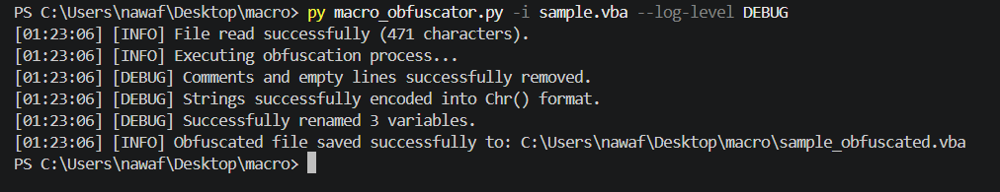 PS C:\Users\nawaf\Desktop\macro> py macro_obfuscator.py -i sample.vba --log-level DEBUG
[01:23:06] [INFO] File read successfully (471 characters).
[01:23:06] [INFO] Executing obfuscation process...
[01:23:06] [DEBUG] Comments and empty lines successfully removed.
[01:23:06] [DEBUG] Strings successfully encoded into Chr() format.
[01:23:06] [DEBUG] Successfully renamed 3 variables.
[01:23:06] [INFO] Obfuscated file saved successfully to: C:\Users\nawaf\Desktop\macro\sample_obfuscated.vba
PS C:\Users\nawaf\Desktop\macro>